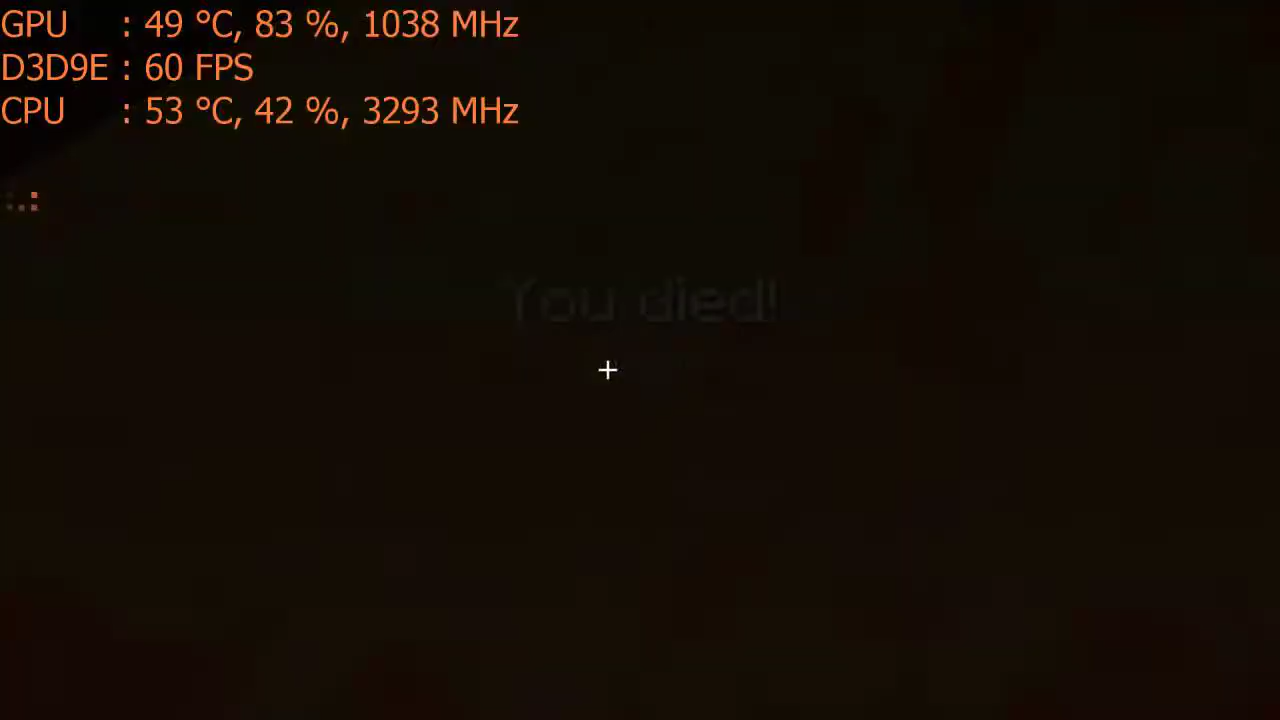 GPU : 49 °C, 83 %, 1038 MHz
D3D9E : 60 FPS
CPU : 53 °C, 42 %, 3293 MHz
You died!